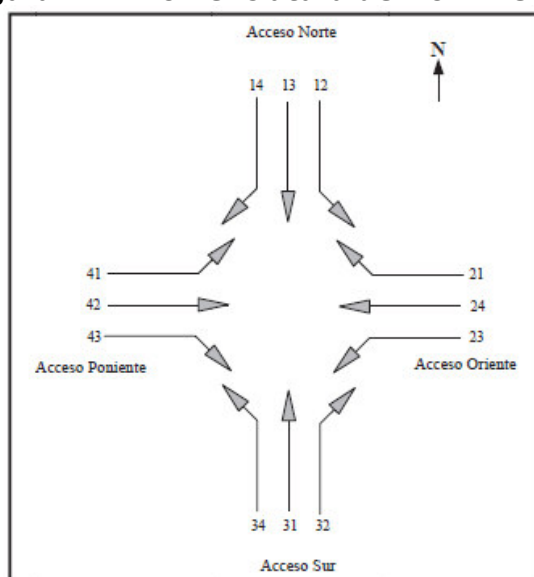 Acceso Norte
N
14 13 12
41
42
43
Acceso Poniente
21
24
23
Acceso Oriente
34 31 32
Acceso Sur